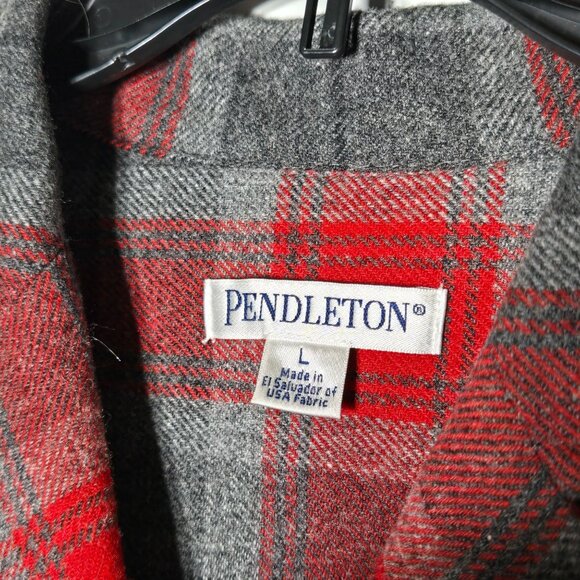 PENDLETON®
L
Made in
El Salvador of
USA Fabric